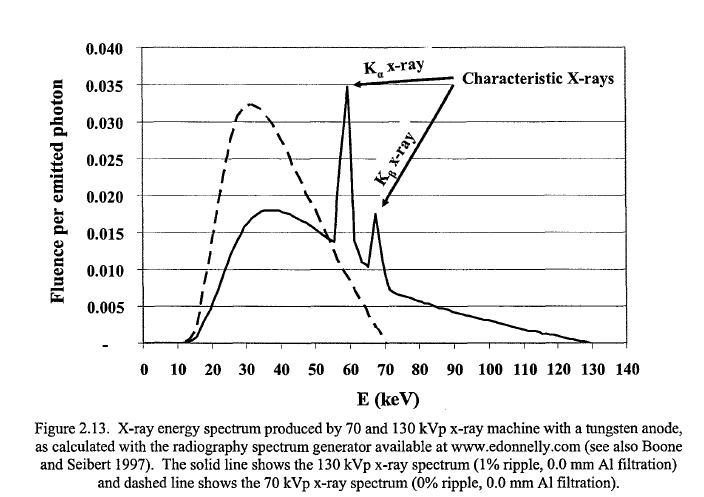 0.040
0.035
0.030
0.025
0.020
0.015
0.010
0.005
-
Fluence per emitted photon
Kα x-ray
Characteristic X-rays
Kβ x-ray
0 10 20 30 40 50 60 70 80 90 100 110 120 130 140
E (keV)
Figure 2.13. X-ray energy spectrum produced by 70 and 130 kVp x-ray machine with a tungsten anode,
as calculated with the radiography spectrum generator available at www.edonnelly.com (see also Boone
and Seibert 1997). The solid line shows the 130 kVp x-ray spectrum (1% ripple, 0.0 mm Al filtration)
and dashed line shows the 70 kVp x-ray spectrum (0% ripple, 0.0 mm Al filtration).